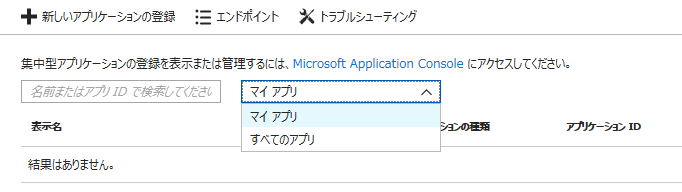 新しいアプリケーションの登録 エンドポイント トラブルシューティング
集中型アプリケーションの登録を表示または管理するには、Microsoft Application Console にアクセスしてください。
名前またはアプリ ID で検索してください マイ アプリ
マイ アプリ
表示名 ションの種類 アプリケーション ID
すべてのアプリ
結果はありません。